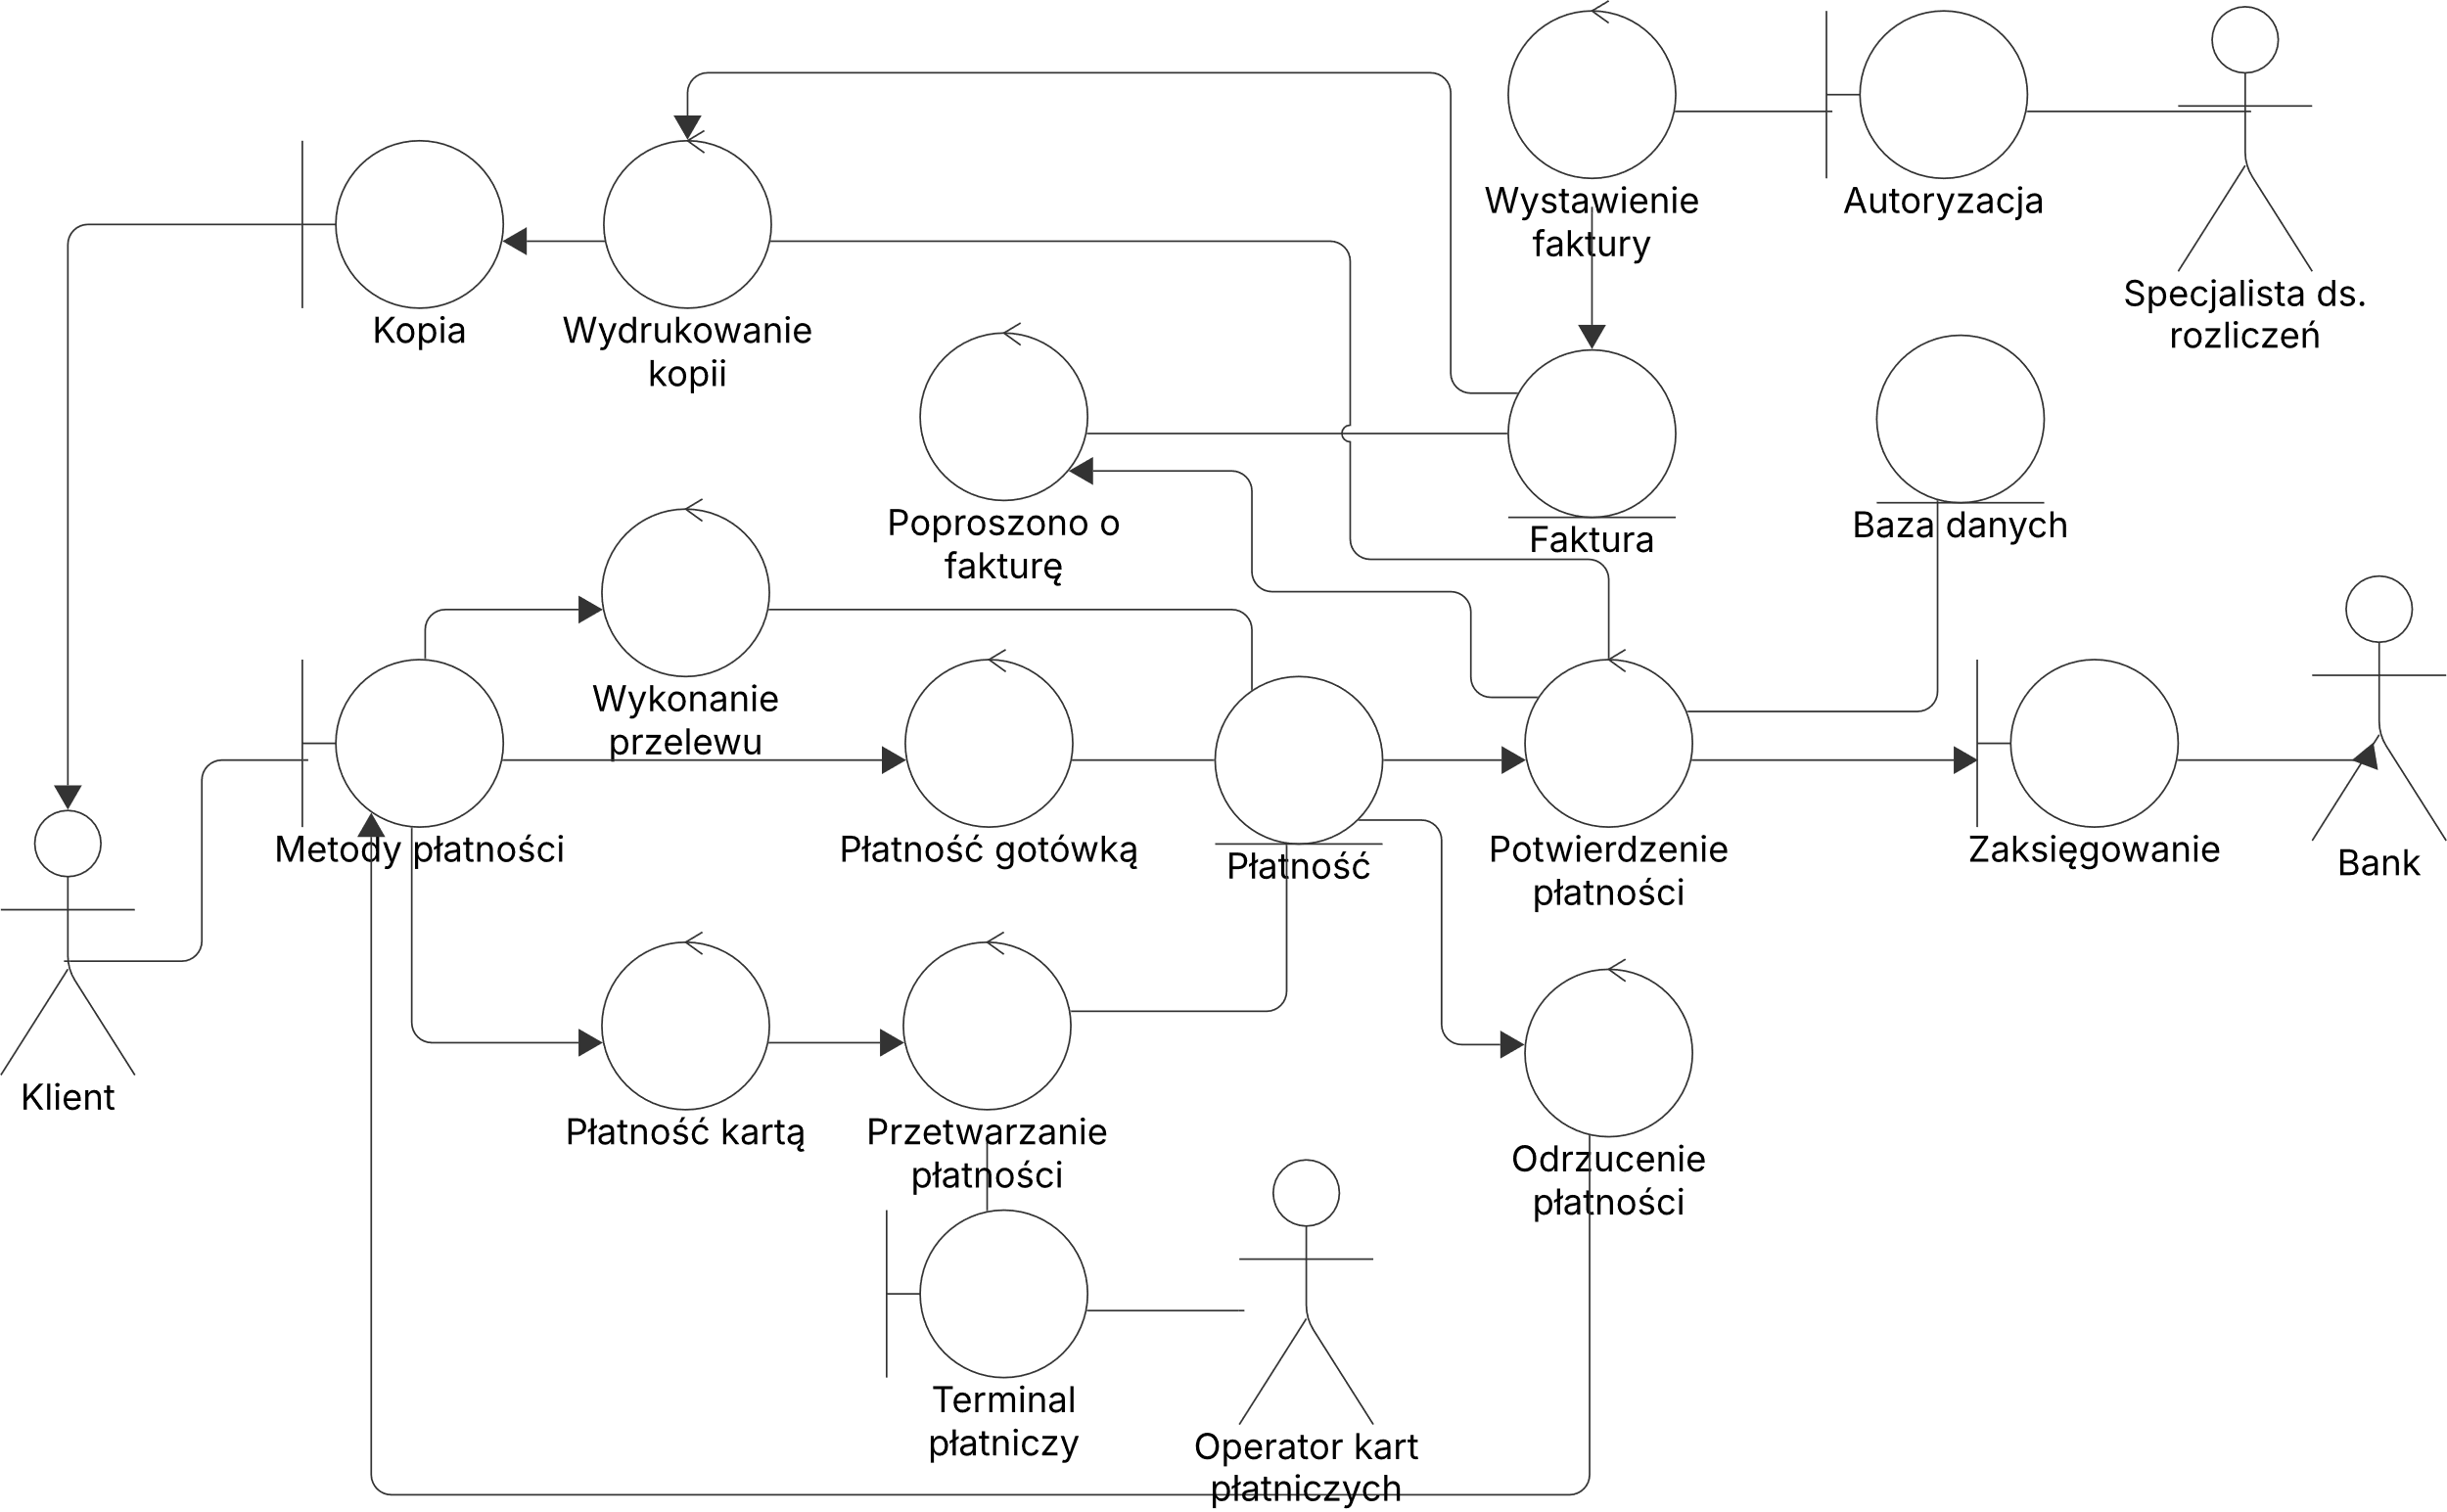 Wystawienie
faktury
Autoryzacja
Specjalista ds.
rozliczeń
Kopia
Wydrukowanie
kopii
Poproszono o
fakturę
Faktura
Baza danych
Wykonanie
przelewu
Metody płatności
Płatność gotówką
Płatność
Potwierdzenie
płatności
Zaksięgowanie
Bank
Klient
Płatność kartą
Przetwarzanie
płatności
Odrzucenie
płatności
Terminal
płatniczy
Operator kart
płatniczych